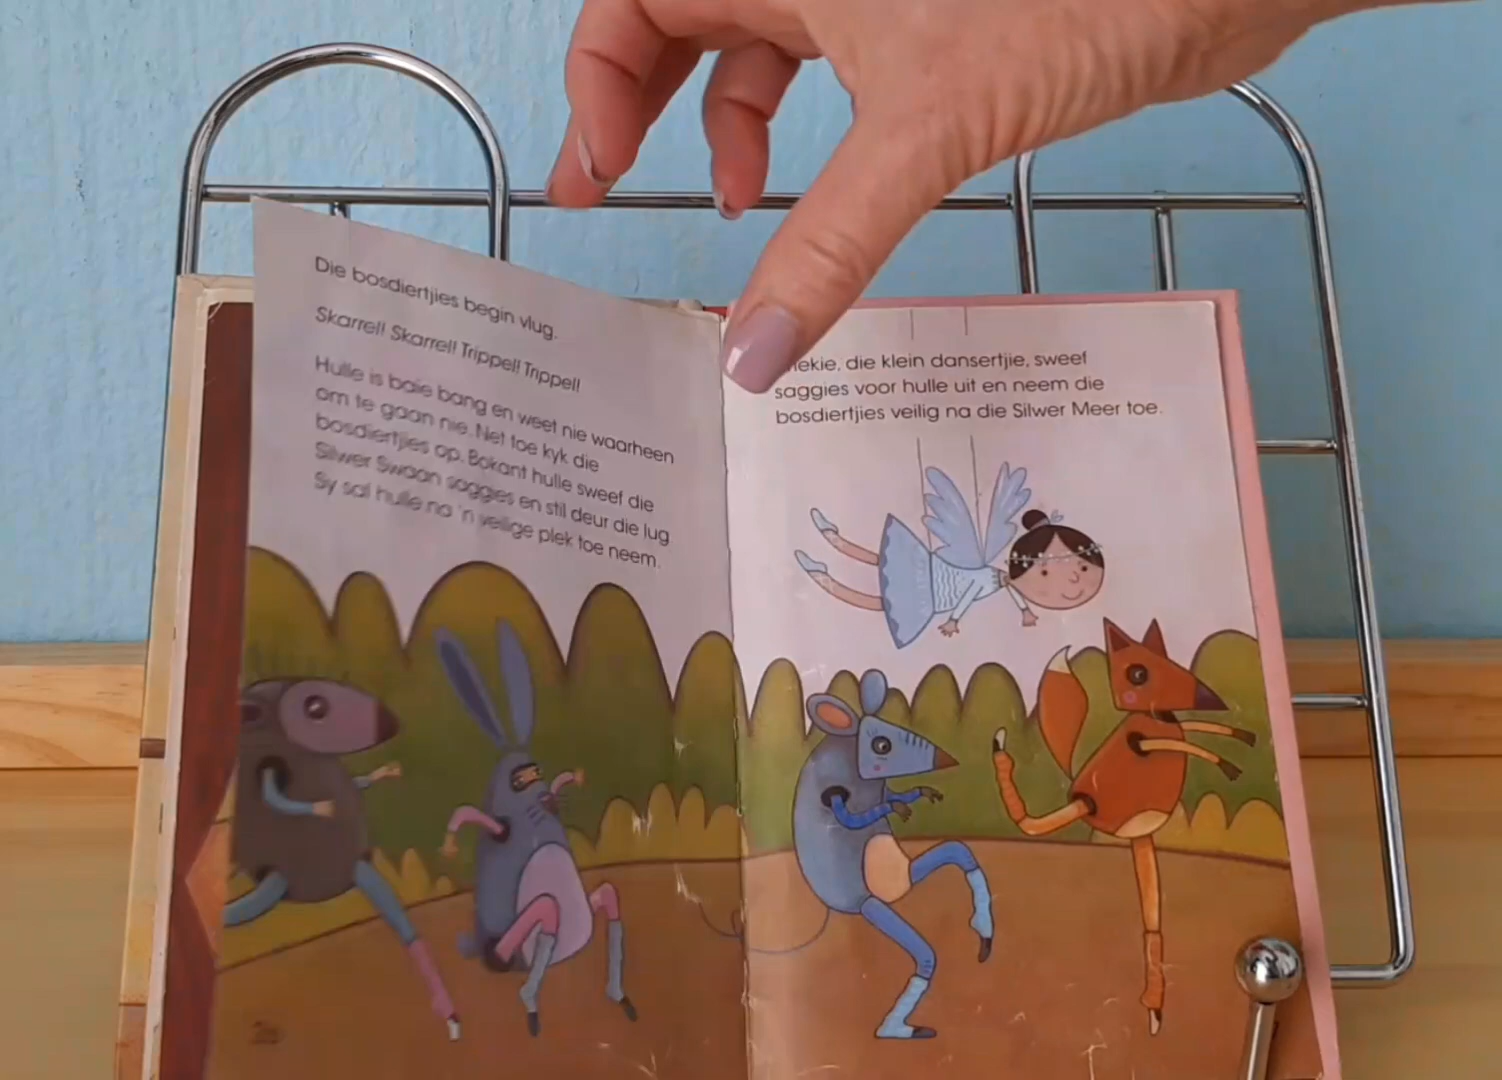 Die bosdiertjies begin vlug.
Skarrel! Skarrel! Trippel! Trippel!
Hulle is baie bang en weet nie waarheen
om te gaan nie. Net toe kyk die
bosdiertjies op. Bokant hulle sweef die
Silwer Swaan saggies en stil deur die lug.
Sy sal hulle na 'n veilige plek toe neem.
die klein dansertjie, sweef
saggies voor hulle uit en neem die
bosdiertjies veilig na die Silwer Meer toe.